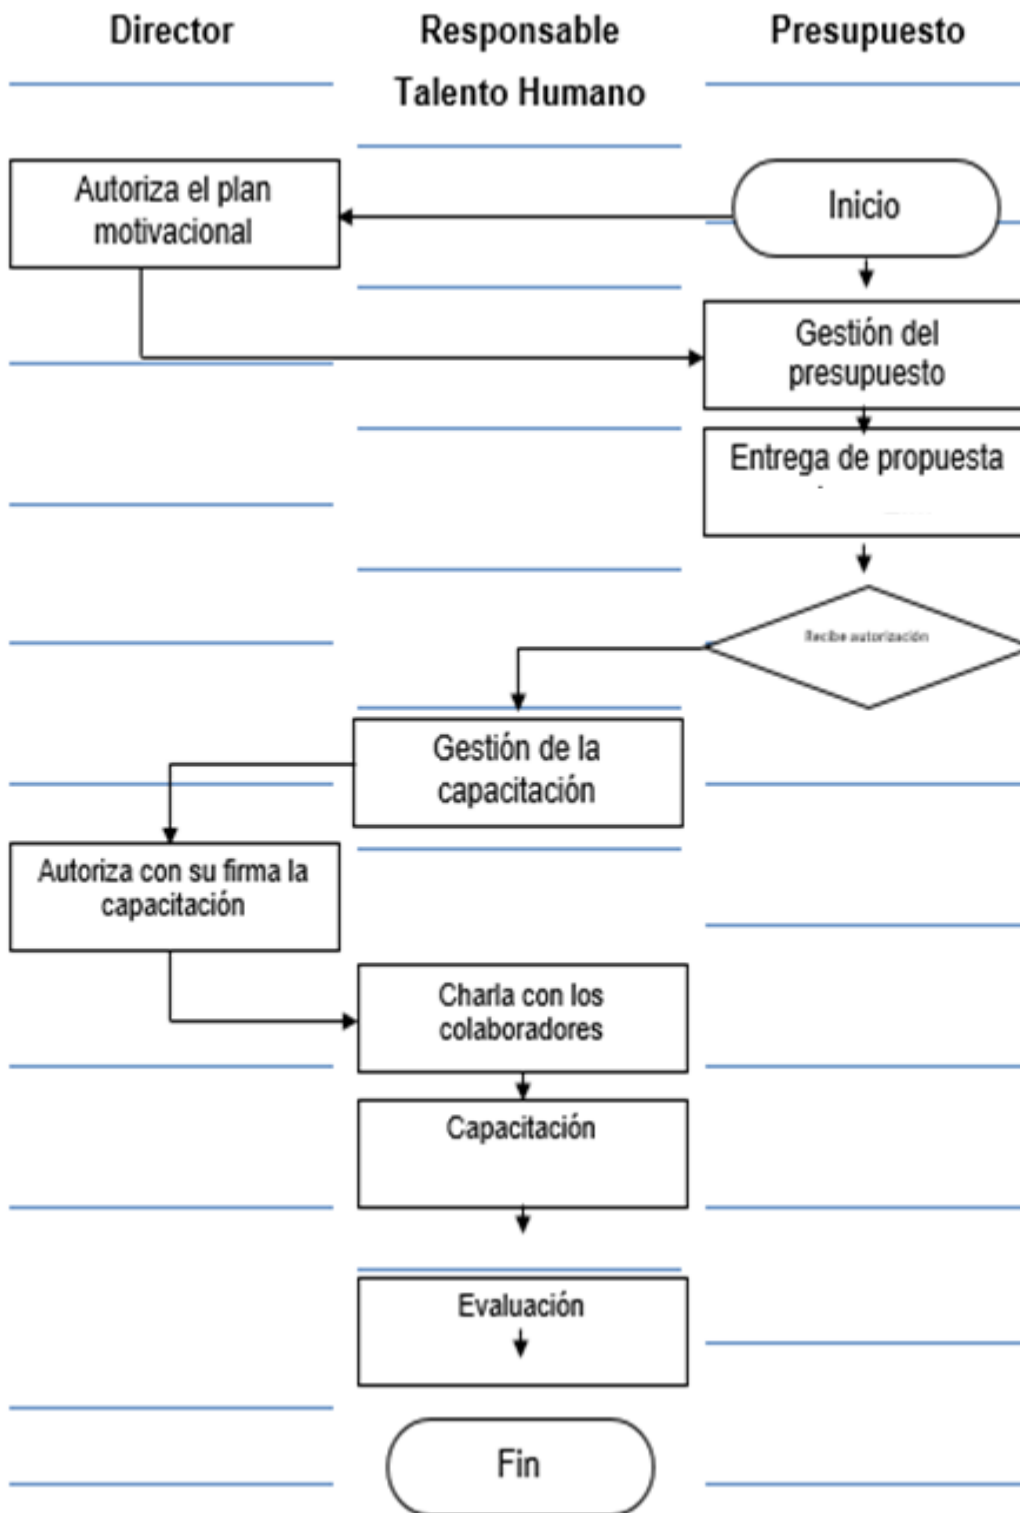 Director
Responsable
Talento Humano
Presupuesto
Autoriza el plan
motivacional
Inicio
Gestión del
presupuesto
Entrega de propuesta
Recibe autorización
Gestión de la
capacitación
Autoriza con su firma la
capacitación
Charla con los
colaboradores
Capacitación
Evaluación
Fin